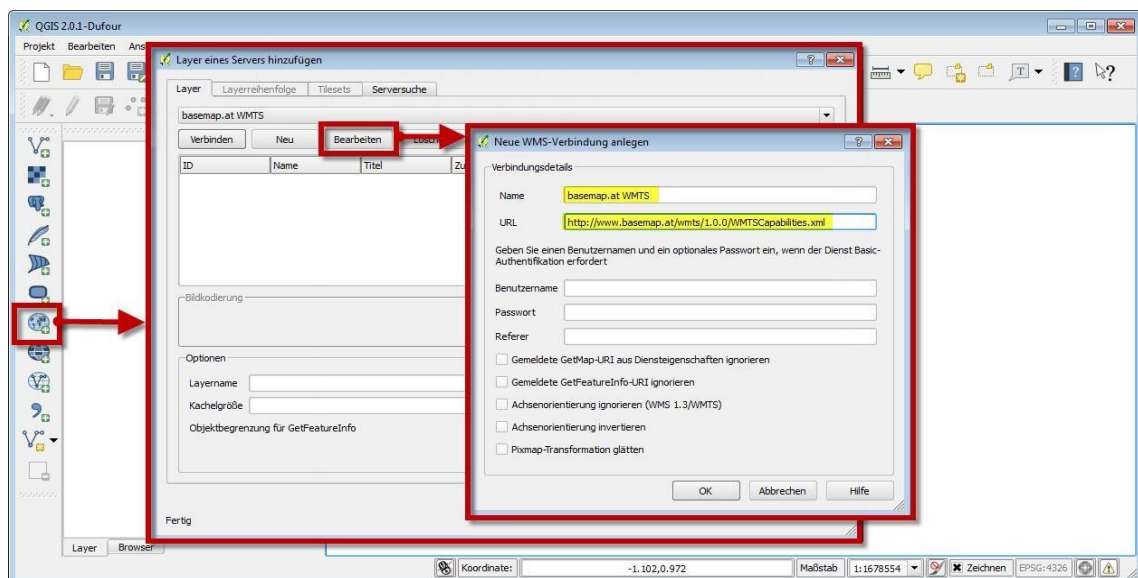 QGIS 2.0.1-Dufour
Projekt Bearbeiten Ans
Layer eines Servers hinzufügen
Layer Layerreihenfolge Tilesets Serversuche
basemap.at WMTS
Verbinden Neu Bearbeiten
ID Name Titel Zu
Neue WMS-Verbindung anlegen
Verbindungsdetails
Name basemap.at WMTS
URL http://www.basemap.at/wmts/1.0.0/WMTSCapabilities.xml
Geben Sie einen Benutzernamen und ein optionales Passwort ein, wenn der Dienst Basic-
Authentifikation erfordert
Benutzername
Passwort
Referer
Gemeldete GetMap-URI aus Diensteigenschaften ignorieren
Gemeldete GetFeatureInfo-URI ignorieren
Achsenorientierung ignorieren (WMS 1.3/WMTS)
Achsenorientierung invertieren
Pixmap-Transformation glätten
OK Abbrechen Hilfe
Bildkodierung
Optionen
Layername
Kachelgröße
Objektbegrenzung für GetFeatureInfo
Fertig
Layer Browser
Koordinate: -1.102,0.972 Maßstab 1:1678554 Zeichnen EPSG:4326